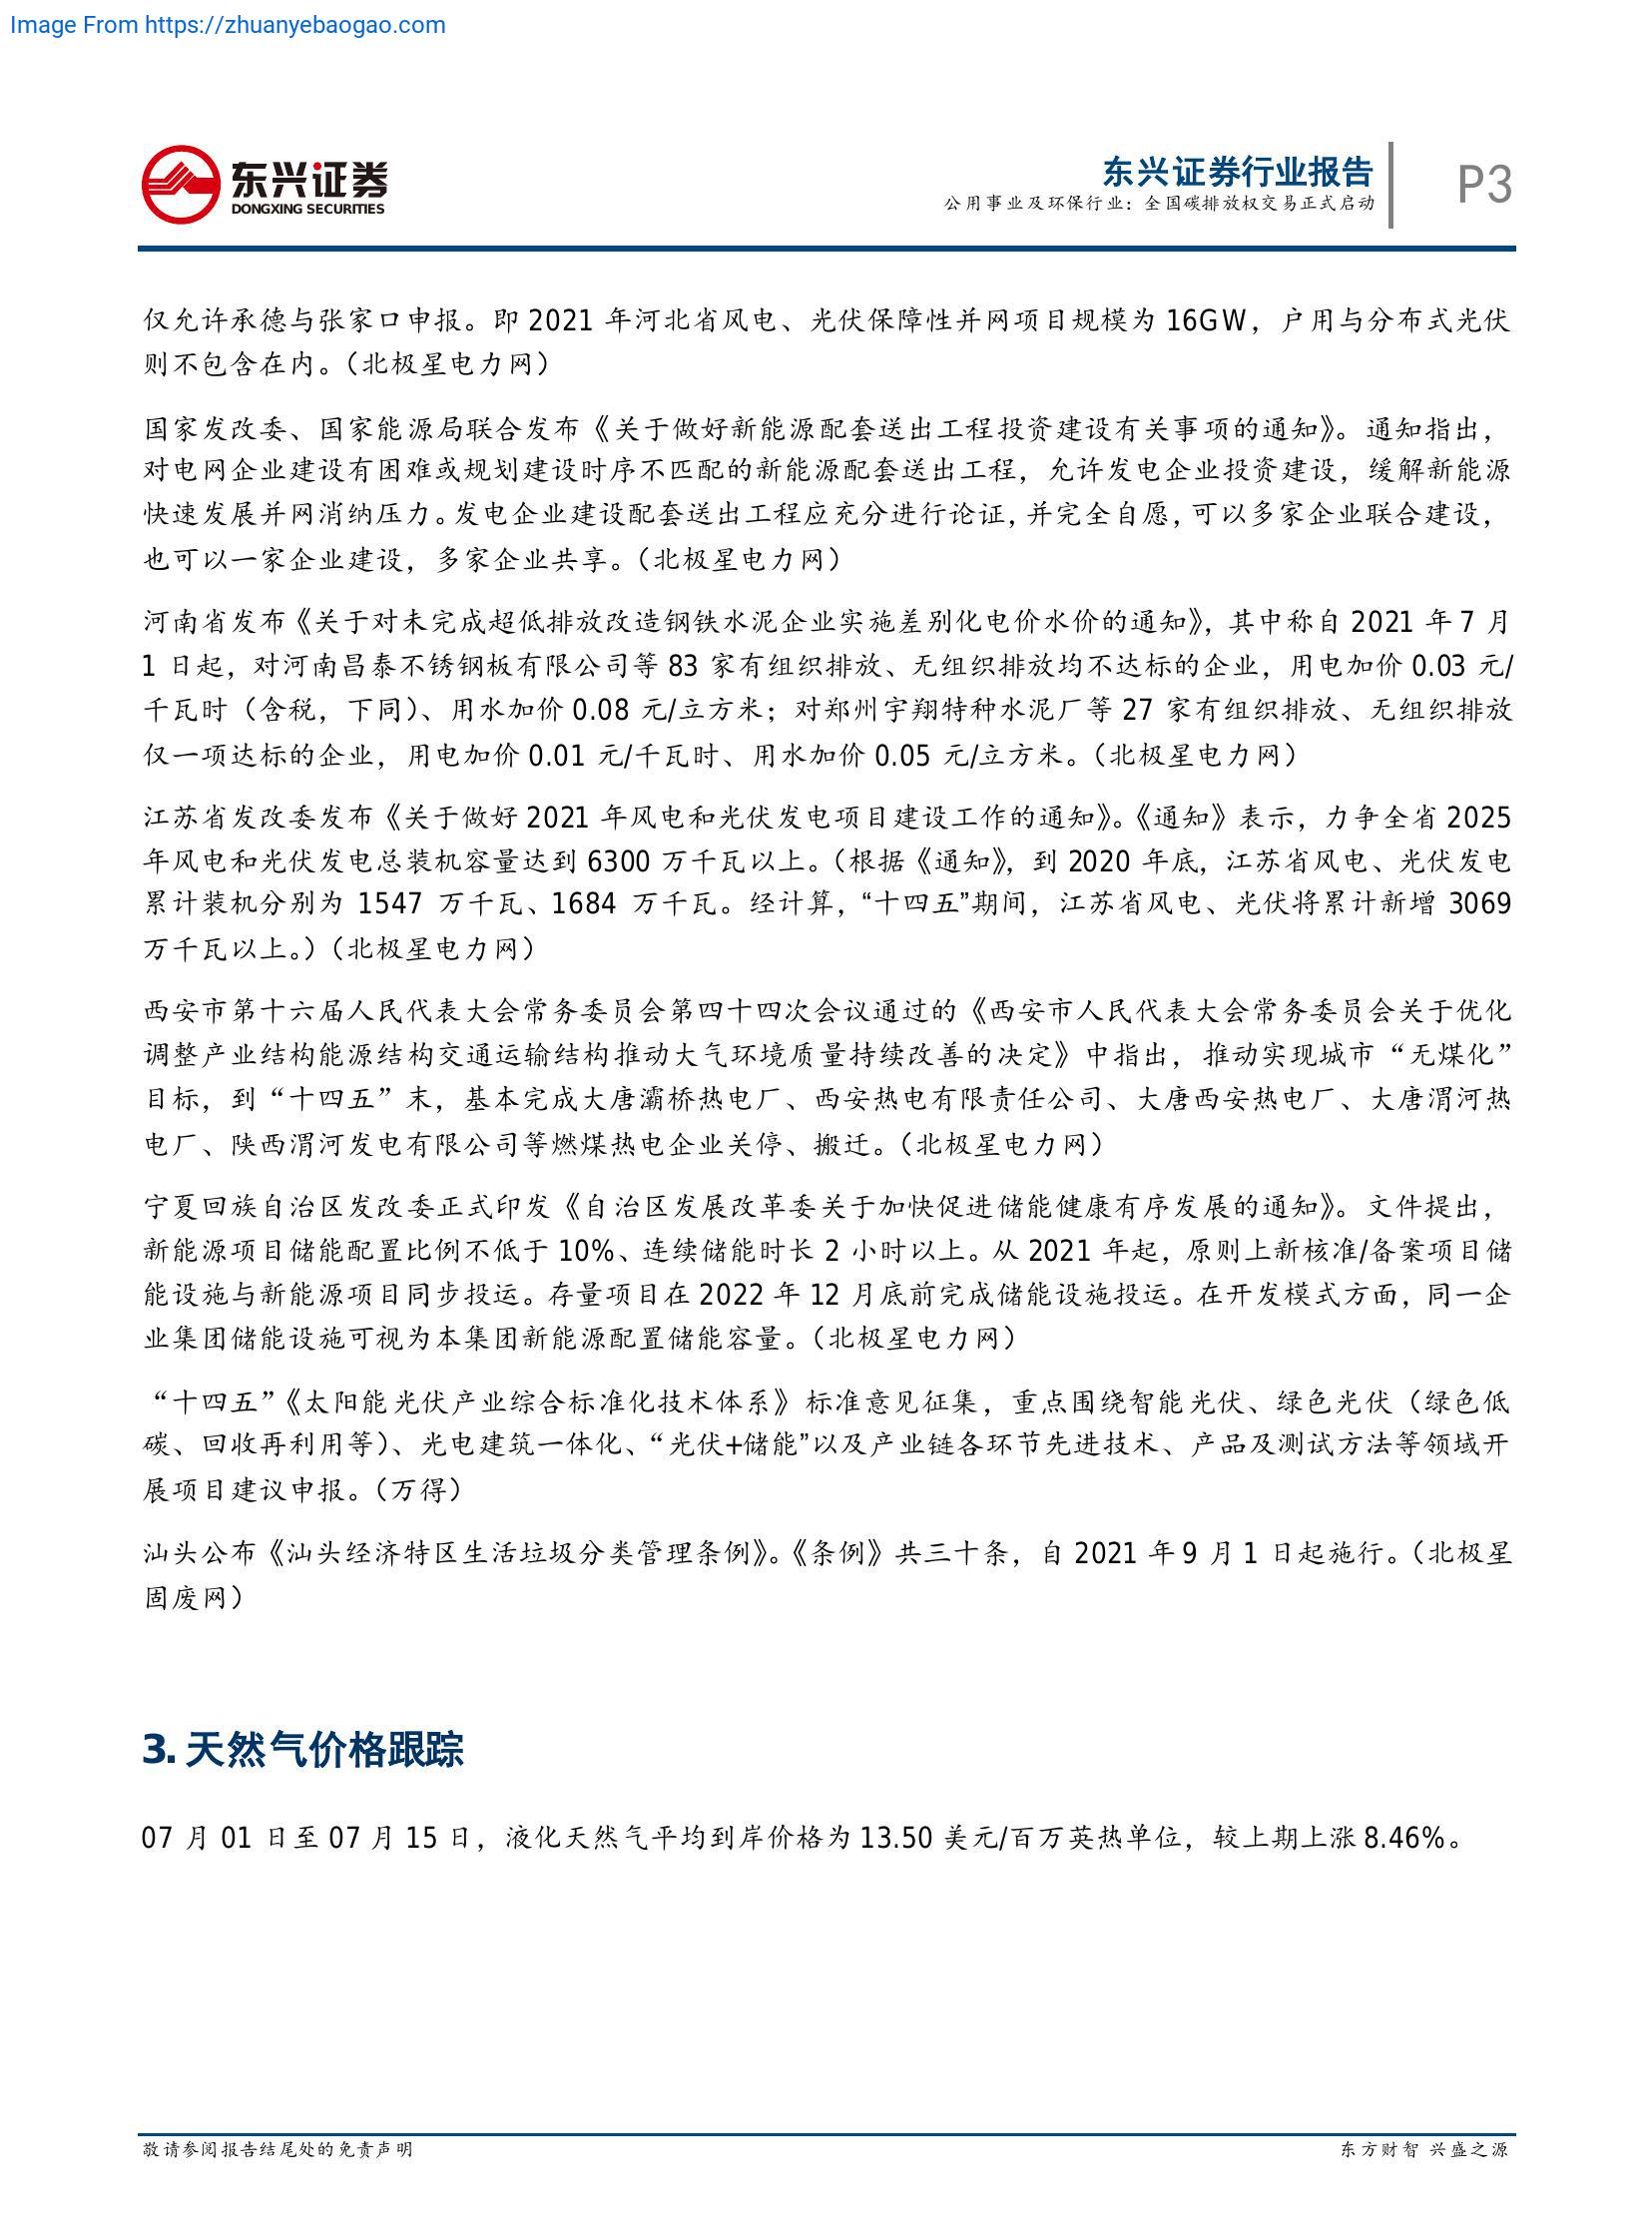 Image From https://zhuanyebaogao.com
东兴证券
DONGXING SECURITIES
东兴证券行业报告
公用事业及环保行业：全国碳排放权交易正式启动
P3
仅允许承德与张家口申报。即 2021 年河北省风电、光伏保障性并网项目规模为 16GW，户用与分布式光伏
则不包含在内。（北极星电力网）
国家发改委、国家能源局联合发布《关于做好新能源配套送出工程投资建设有关事项的通知》。通知指出，
对电网企业建设有困难或规划建设时序不匹配的新能源配套送出工程，允许发电企业投资建设，缓解新能源
快速发展并网消纳压力。发电企业建设配套送出工程应充分进行论证，并完全自愿，可以多家企业联合建设，
也可以一家企业建设，多家企业共享。（北极星电力网）
河南省发布《关于对未完成超低排放改造钢铁水泥企业实施差别化电价水价的通知》，其中称自 2021 年 7 月
1 日起，对河南昌泰不锈钢板有限公司等 83 家有组织排放、无组织排放均不达标的企业，用电加价 0.03 元/
千瓦时（含税，下同）、用水加价 0.08 元/立方米；对郑州宇翔特种水泥厂等 27 家有组织排放、无组织排放
仅一项达标的企业，用电加价 0.01 元/千瓦时、用水加价 0.05 元/立方米。（北极星电力网）
江苏省发改委发布《关于做好 2021 年风电和光伏发电项目建设工作的通知》。《通知》表示，力争全省 2025
年风电和光伏发电总装机容量达到 6300 万千瓦以上。（根据《通知》，到 2020 年底，江苏省风电、光伏发电
累计装机分别为 1547 万千瓦、1684 万千瓦。经计算，“十四五”期间，江苏省风电、光伏将累计新增 3069
万千瓦以上。）（北极星电力网）
西安市第十六届人民代表大会常务委员会第四十四次会议通过的《西安市人民代表大会常务委员会关于优化
调整产业结构能源结构交通运输结构推动大气环境质量持续改善的决定》中指出，推动实现城市“无煤化”
目标，到“十四五”末，基本完成大唐灞桥热电厂、西安热电有限责任公司、大唐西安热电厂、大唐渭河热
电厂、陕西渭河发电有限公司等燃煤热电企业关停、搬迁。（北极星电力网）
宁夏回族自治区发改委正式印发《自治区发展改革委关于加快促进储能健康有序发展的通知》。文件提出，
新能源项目储能配置比例不低于 10%、连续储能时长 2 小时以上。从 2021 年起，原则上新核准/备案项目储
能设施与新能源项目同步投运。存量项目在 2022 年 12 月底前完成储能设施投运。在开发模式方面，同一企
业集团储能设施可视为本集团新能源配置储能容量。（北极星电力网）
“十四五”《太阳能光伏产业综合标准化技术体系》标准意见征集，重点围绕智能光伏、绿色光伏（绿色低
碳、回收再利用等）、光电建筑一体化、“光伏+储能”以及产业链各环节先进技术、产品及测试方法等领域开
展项目建议申报。（万得）
汕头公布《汕头经济特区生活垃圾分类管理条例》。《条例》共三十条，自 2021 年 9 月 1 日起施行。（北极星
固废网）
3. 天然气价格跟踪
07 月 01 日至 07 月 15 日，液化天然气平均到岸价格为 13.50 美元/百万英热单位，较上期上涨 8.46%。
敬请参阅报告结尾处的免责声明
东方财智 兴盛之源